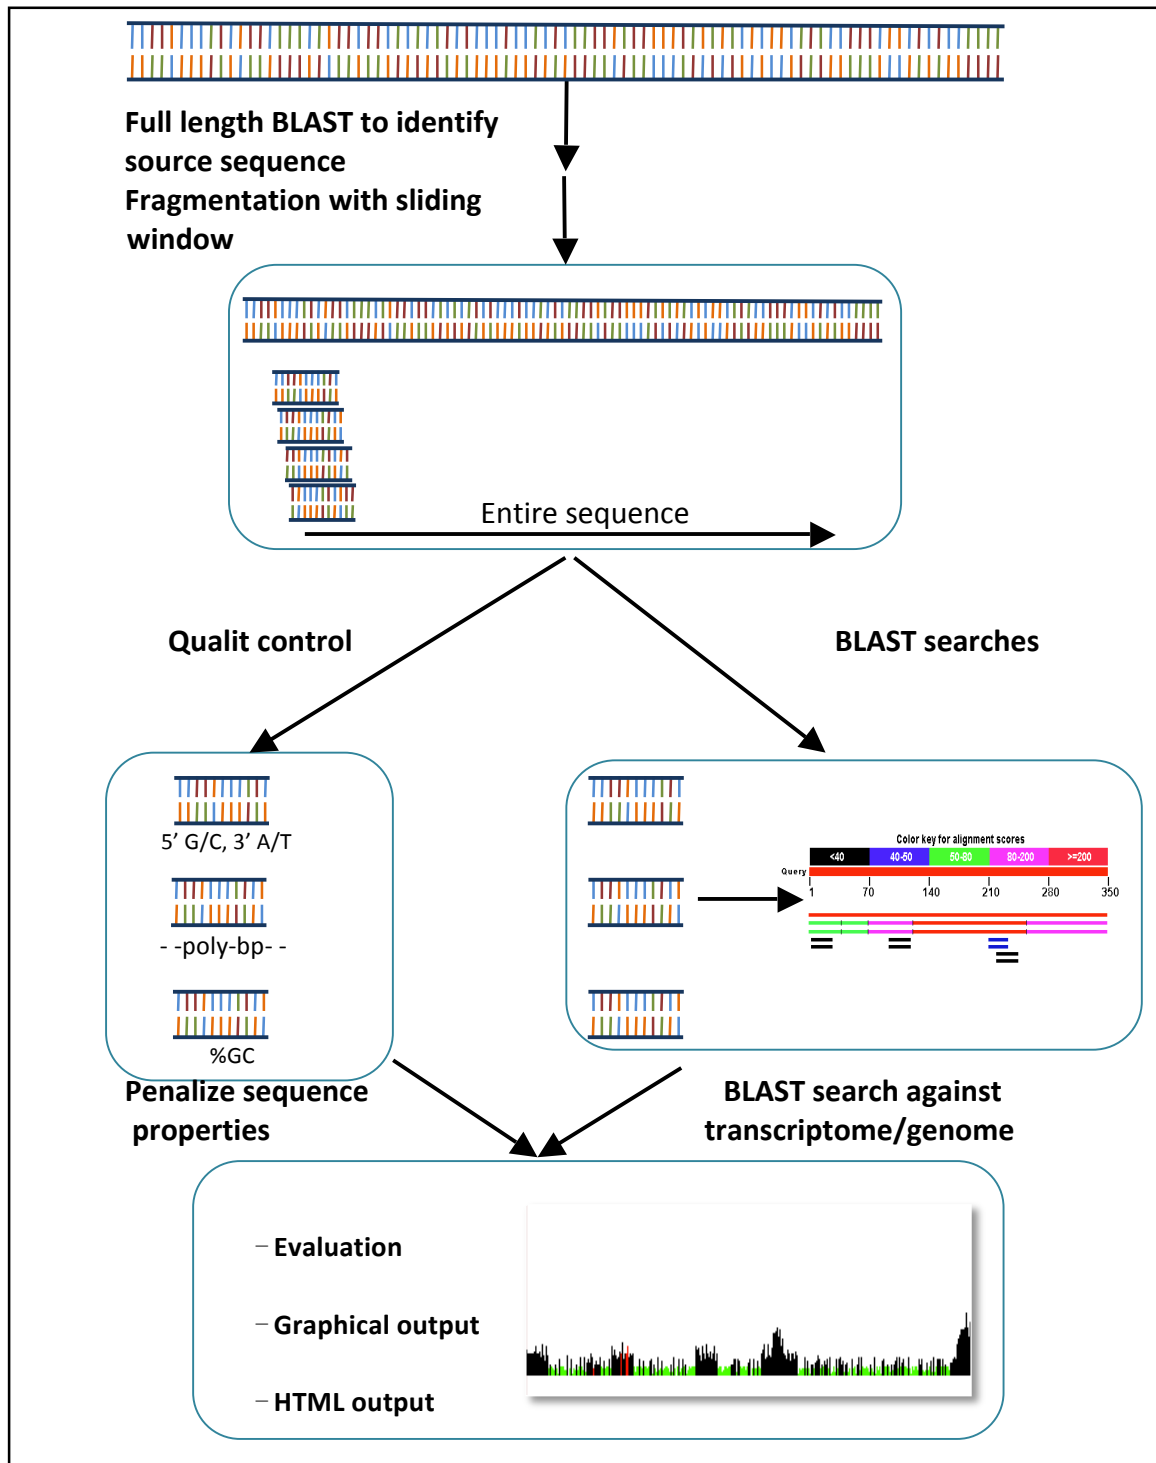 Full length BLAST to identify
source sequence
Fragmentation with sliding
window
Entire sequence
Qualit control
BLAST searches
5’ G/C, 3’ A/T
- -poly-bp- -
%GC
Color key for alignment scores
<40 40-50 50-80 80-200 >=200
Query
1 70 140 210 280 350
Penalize sequence
properties
BLAST search against
transcriptome/genome
– Evaluation
– Graphical output
– HTML output